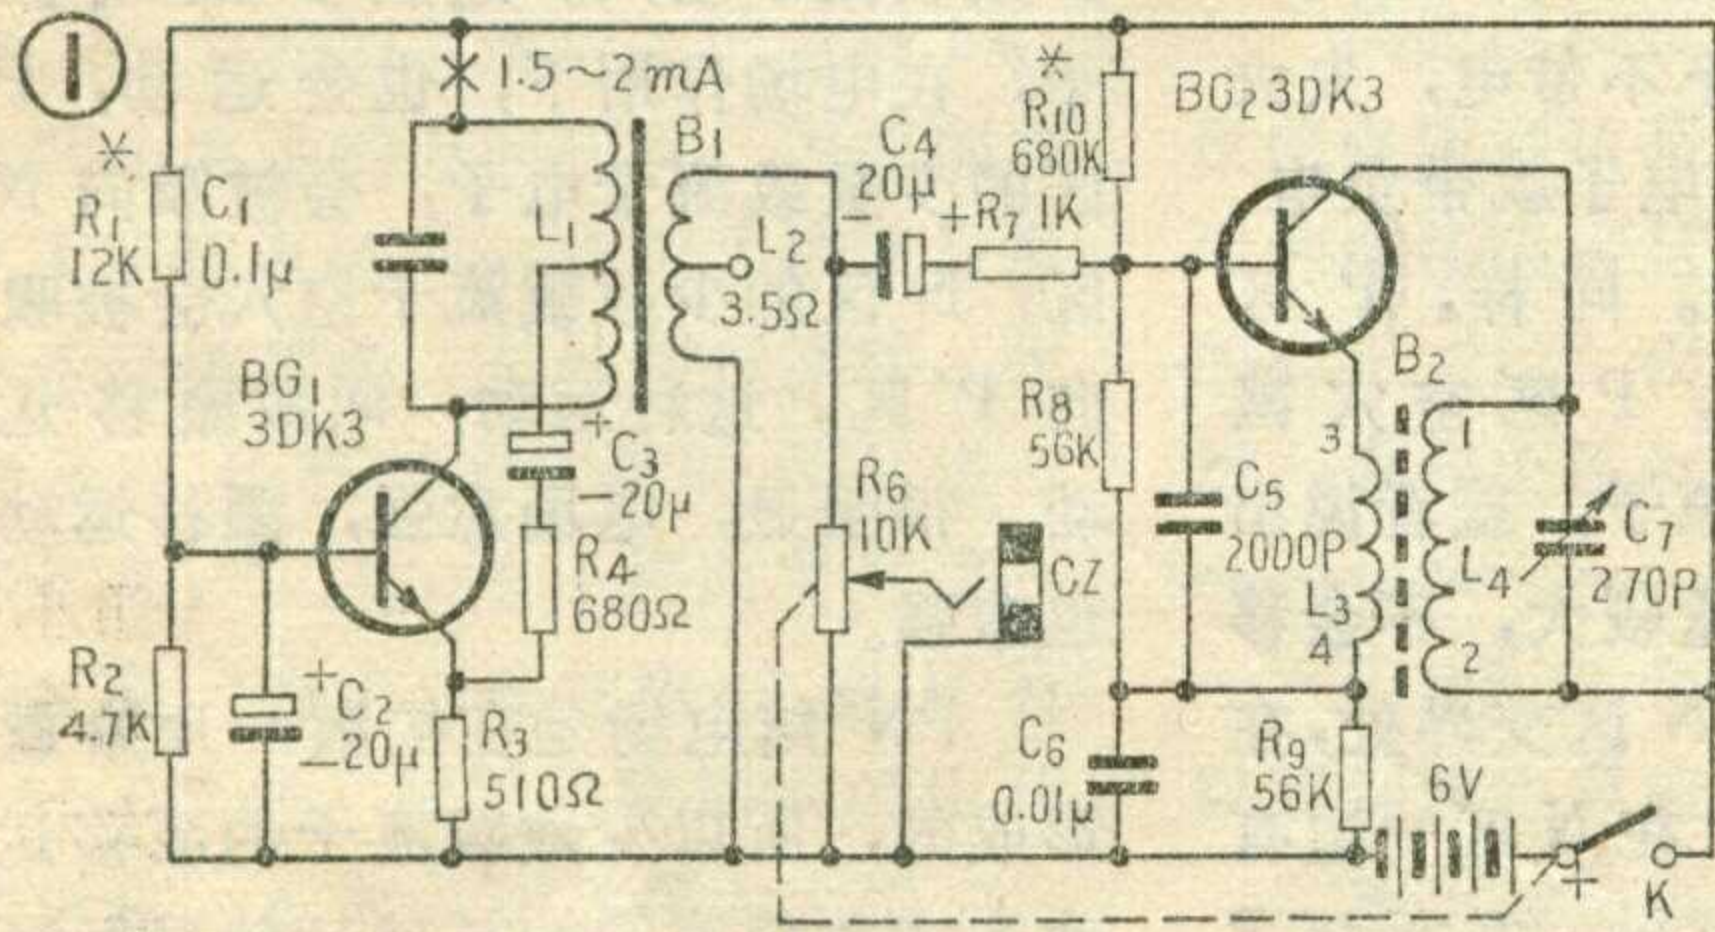 1
1.5~2mA
*
R1
12K
C1
0.1μ
L1
B1
L2
3.5Ω
C4
20μ
-
+
R7 1K
*
R10
680K
BG2 3DK3
BG1
3DK3
+
C3
-20μ
R4
680Ω
R6
10K
CZ
R8
56K
C5
2000P
B2
3
L3
4
1
L4
2
C7
270P
R2
4.7K
+
C2
-20μ
R3
510Ω
C6
0.01μ
R9
56K
6V
+
K